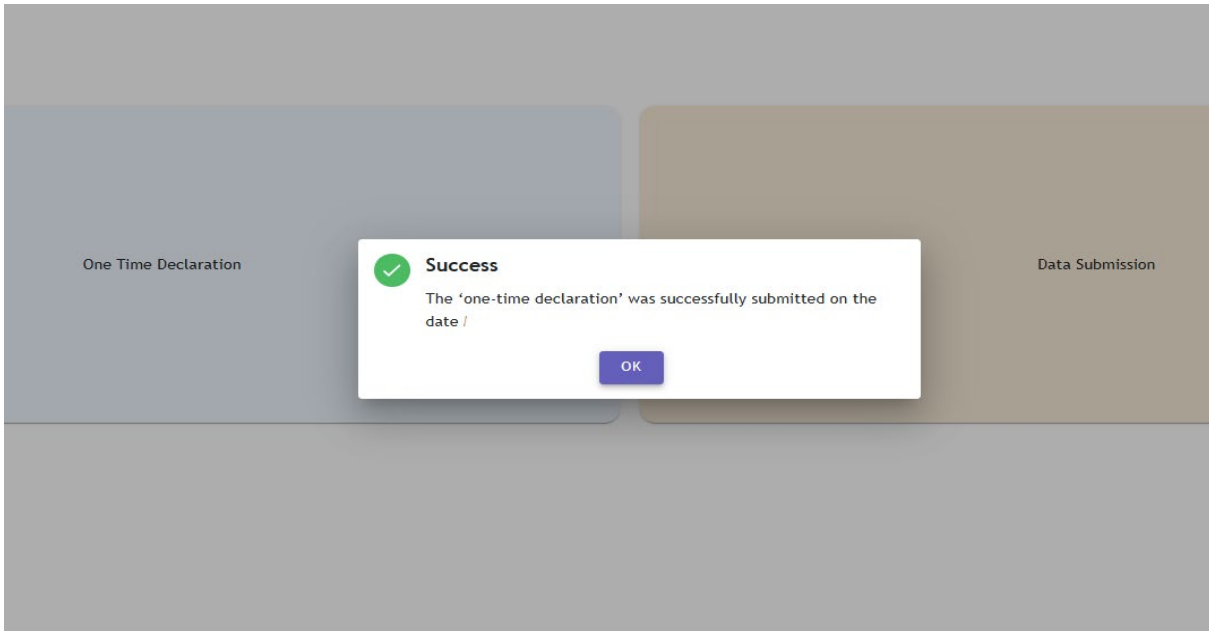 One Time Declaration
Success
The ‘one-time declaration’ was successfully submitted on the
date /
OK
Data Submission